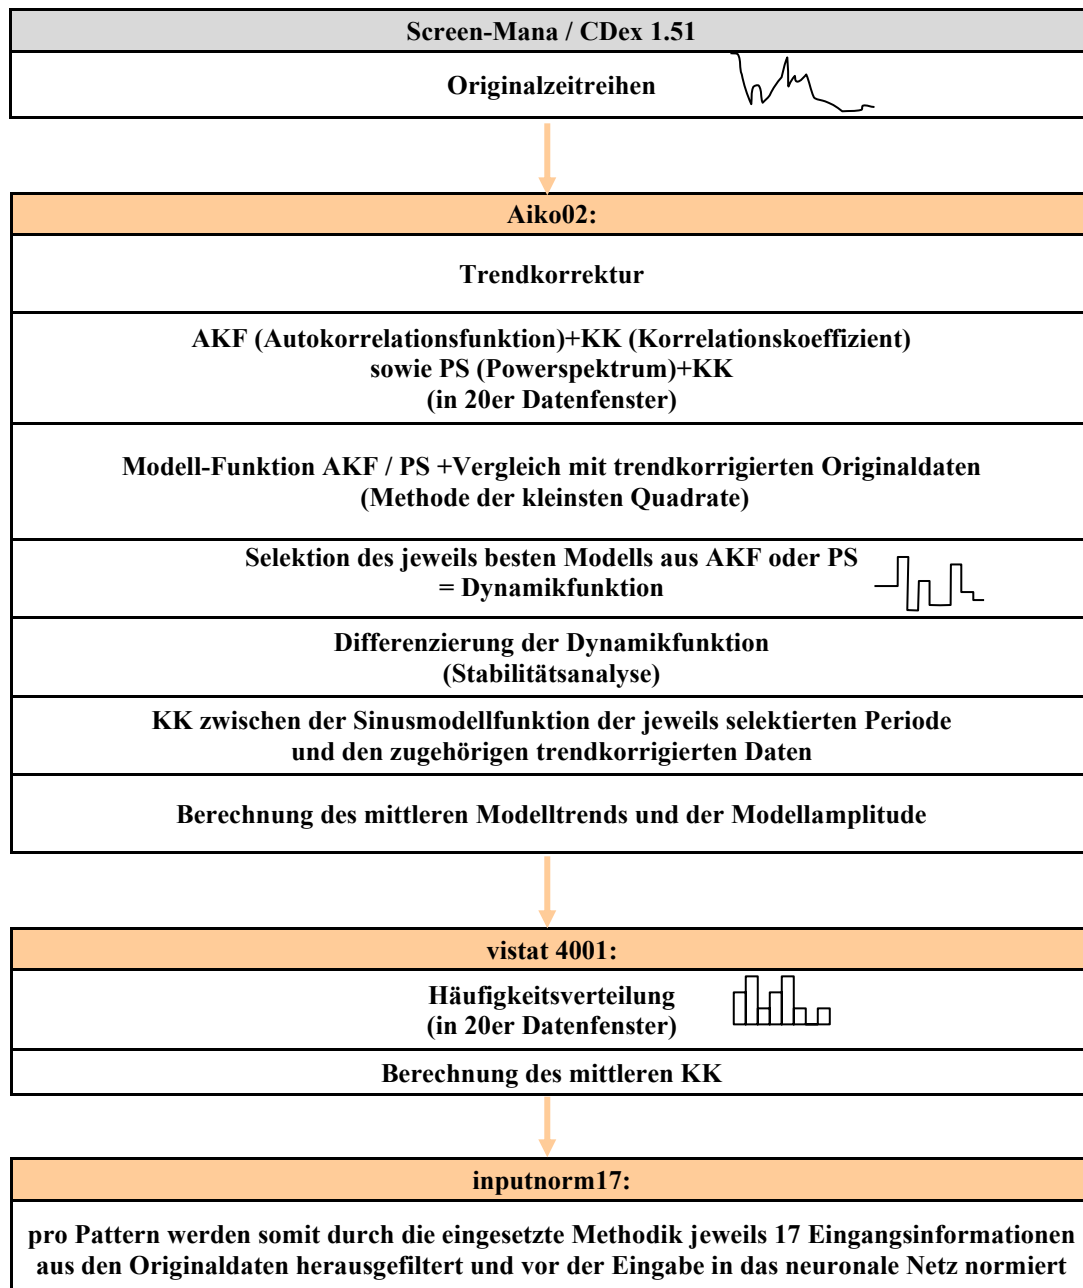 Screen-Mana / CDex 1.51
Originalzeitreihen
Aiko02:
Trendkorrektur
AKF (Autokorrelationsfunktion)+KK (Korrelationskoeffizient)
sowie PS (Powerspektrum)+KK
(in 20er Datenfenster)
Modell-Funktion AKF / PS +Vergleich mit trendkorrigierten Originaldaten
(Methode der kleinsten Quadrate)
Selektion des jeweils besten Modells aus AKF oder PS
= Dynamikfunktion
Differenzierung der Dynamikfunktion
(Stabilitätsanalyse)
KK zwischen der Sinusmodellfunktion der jeweils selektierten Periode
und den zugehörigen trendkorrigierten Daten
Berechnung des mittleren Modelltrends und der Modellamplitude
vistat 4001:
Häufigkeitsverteilung
(in 20er Datenfenster)
Berechnung des mittleren KK
inputnorm17:
pro Pattern werden somit durch die eingesetzte Methodik jeweils 17 Eingangsinformationen
aus den Originaldaten herausgefiltert und vor der Eingabe in das neuronale Netz normiert